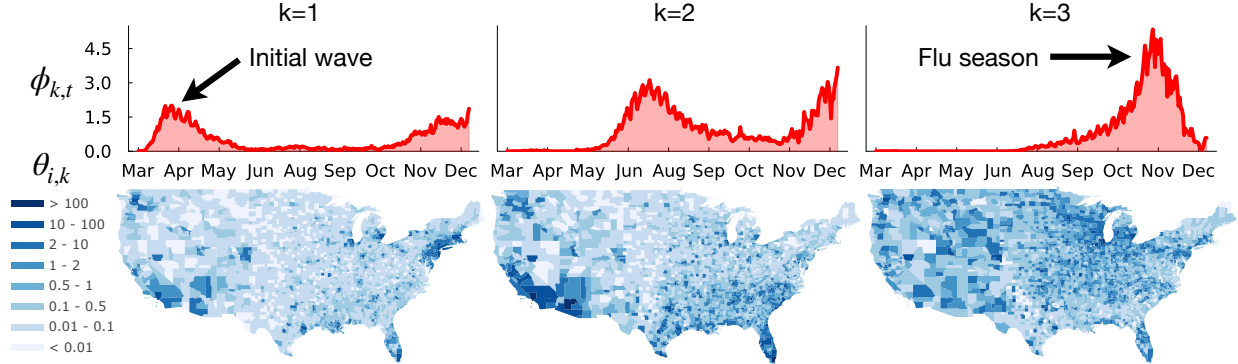 k=1
k=2
k=3
ϕk,t
4.5
3.0
1.5
0.0
Initial wave
Flu season
Mar Apr May Jun Aug Sep Oct Nov Dec
Mar Apr May Jun Aug Sep Oct Nov Dec
Mar Apr May Jun Aug Sep Oct Nov Dec
θi,k
> 100
10 - 100
2 - 10
1 - 2
0.5 - 1
0.1 - 0.5
0.01 - 0.1
< 0.01